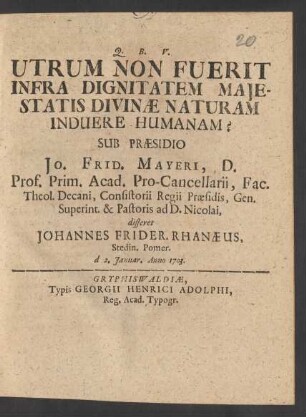 20
Q. B. V.
UTRUM NON FUERIT
INFRA DIGNITATEM MAJE-
STATIS DIVINÆ NATURAM
INDUERE HUMANAM?
SUB PRÆSIDIO
JO. FRID. MAYERI, D.
Prof. Prim. Acad. Pro-Cancellarii, Fac.
Theol. Decani, Consistorii Regii Præsidis, Gen.
Superint. & Pastoris ad D. Nicolai,
disseret
JOHANNES FRIDER. RHANÆUS,
Stedin. Pomer.
d 2. Januar. Anno
GRYPHISWALDIÆ,
Typis GEORGII HENRICI ADOLPHI,
Reg. Acad. Typogr.